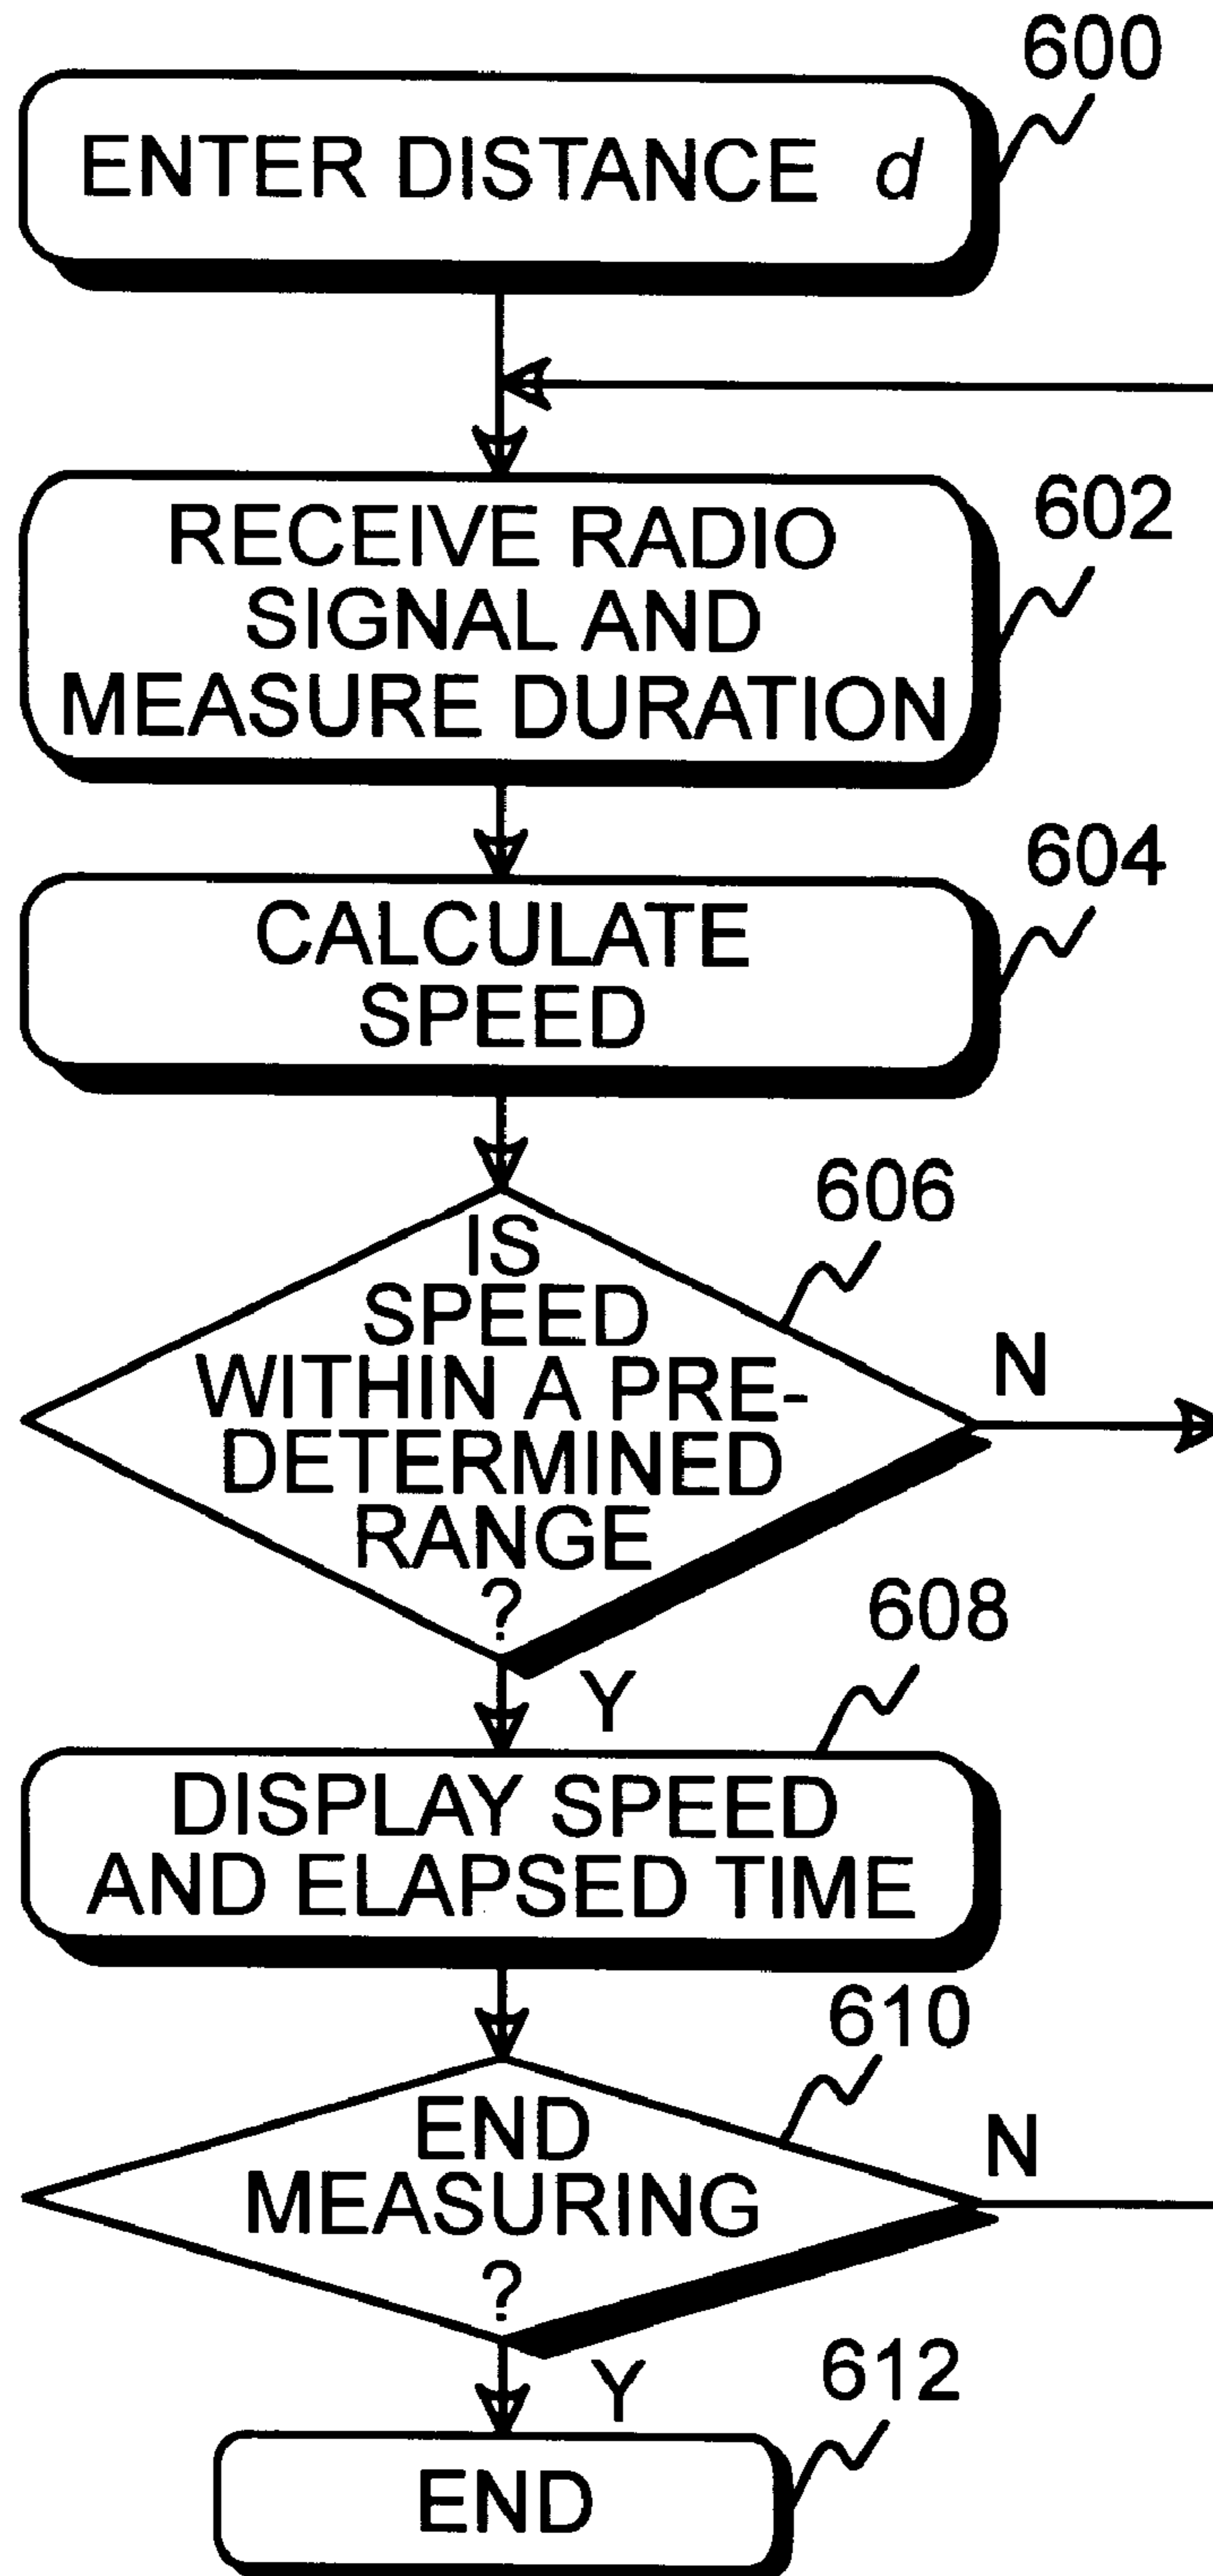 600
ENTER DISTANCE d
602
RECEIVE RADIO
SIGNAL AND
MEASURE DURATION
604
CALCULATE
SPEED
606
IS
SPEED
WITHIN A PRE-
DETERMINED
RANGE
?
N
Y
608
DISPLAY SPEED
AND ELAPSED TIME
610
END
MEASURING
?
N
Y
612
END